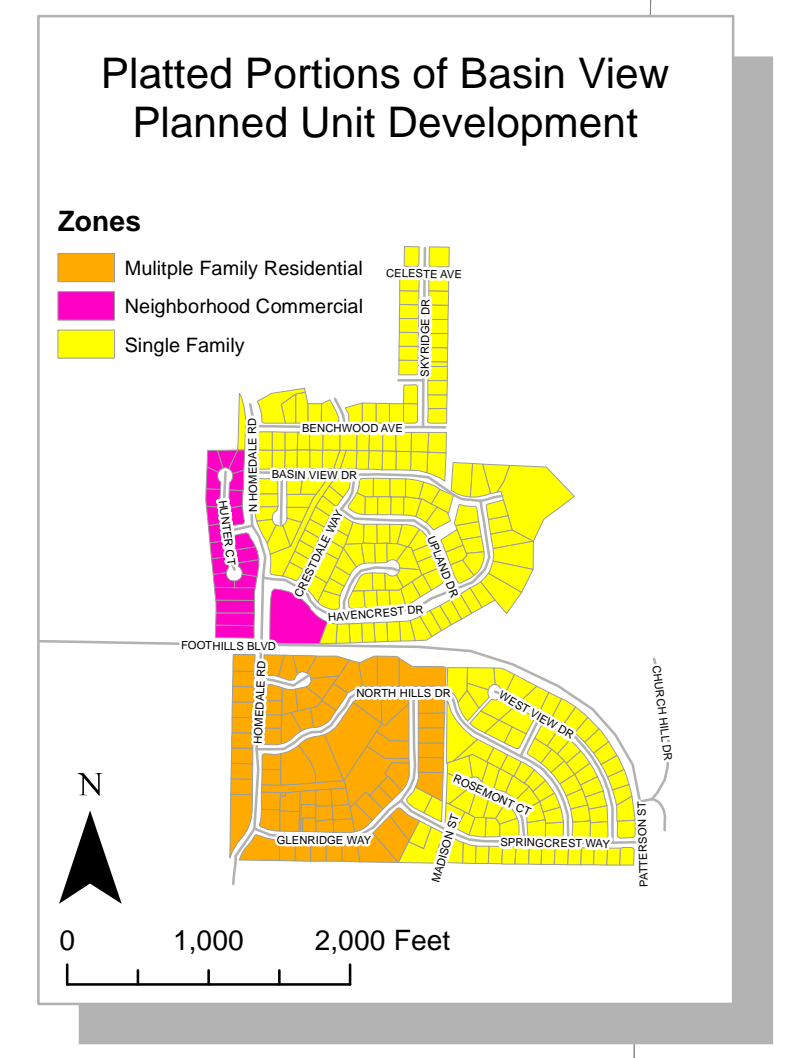 Platted Portions of Basin View
Planned Unit Development
Zones
Mulitple Family Residential
Neighborhood Commercial
Single Family
CELESTE AVE
SKYRIDGE DR
BENCHWOOD AVE
N HOMEDALE RD
BASIN VIEW DR
HUNTER CT
CRESTDALE WAY
UPLAND DR
HAVENCREST DR
FOOTHILLS BLVD
HOMEDALE RD
NORTH HILLS DR
WEST VIEW DR
CHURCH HILL DR
ROSEMONT CT
GLENRIDGE WAY
MADISON ST
SPRINGCREST WAY
PATTERSON ST
N
0 1,000 2,000 Feet